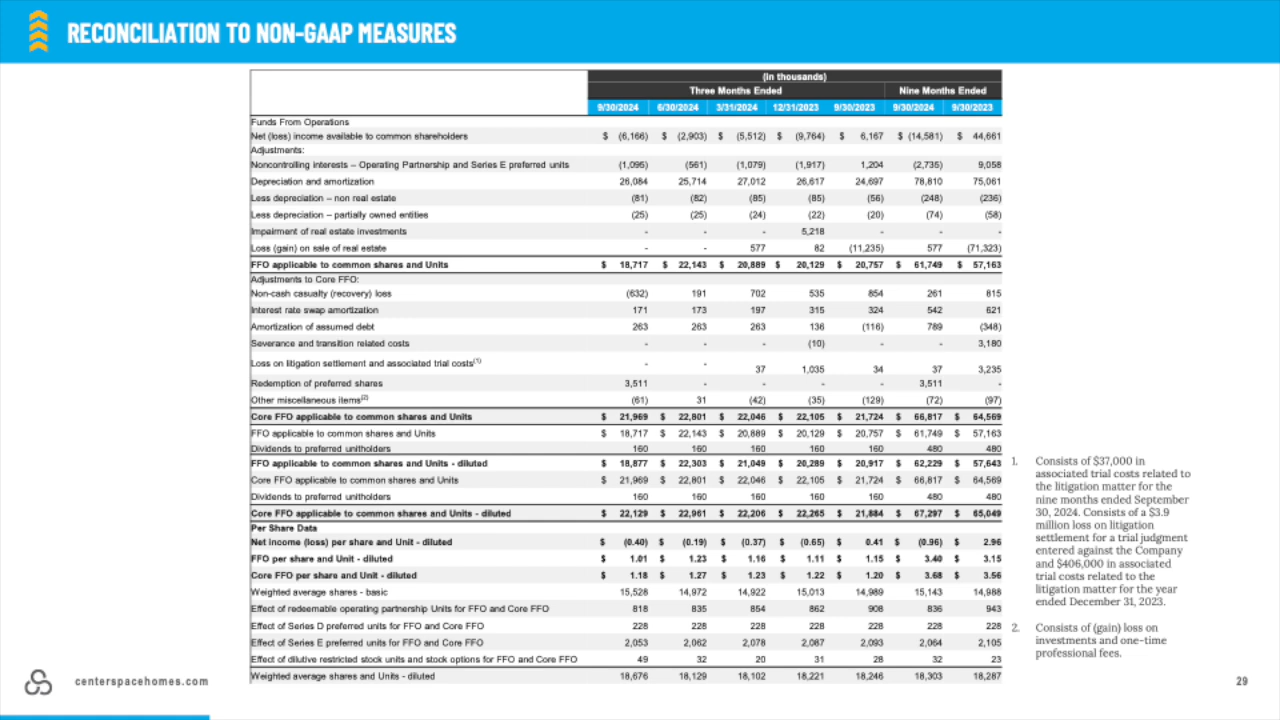 RECONCILIATION TO NON-GAAP MEASURES
(in thousands)
Three Months Ended Nine Months Ended
9/30/2024 6/30/2024 3/31/2024 12/31/2023 9/30/2023 9/30/2024 9/30/2023
Funds From Operations
Net (loss) income available to common shareholders $ (6,166) $ (2,903) $ (5,512) $ (9,764) $ 6,167 $ (14,581) $ 44,661
Adjustments:
Noncontrolling interests – Operating Partnership and Series E preferred units (1,095) (561) (1,079) (1,917) 1,204 (2,735) 9,058
Depreciation and amortization 26,084 25,714 27,012 26,617 24,697 78,810 75,061
Less depreciation – non real estate (81) (82) (85) (85) (56) (248) (236)
Less depreciation – partially owned entities (25) (25) (24) (22) (20) (74) (58)
Impairment of real estate investments - - - 5,218 - - -
Loss (gain) on sale of real estate - - 577 82 (11,235) 577 (71,323)
FFO applicable to common shares and Units $ 18,717 $ 22,143 $ 20,889 $ 20,129 $ 20,757 $ 61,749 $ 57,163
Adjustments to Core FFO:
Non-cash casualty (recovery) loss (632) 191 702 535 854 261 815
Interest rate swap amortization 171 173 197 315 324 542 621
Amortization of assumed debt 263 263 263 136 (116) 789 (348)
Severance and transition related costs - - - (10) - - 3,180
Loss on litigation settlement and associated trial costs(1) - - 37 1,035 34 37 3,235
Redemption of preferred shares 3,511 - - - - 3,511 -
Other miscellaneous items(2) (61) 31 (42) (35) (129) (72) (97)
Core FFO applicable to common shares and Units $ 21,969 $ 22,801 $ 22,046 $ 22,105 $ 21,724 $ 66,817 $ 64,569
FFO applicable to common shares and Units $ 18,717 $ 22,143 $ 20,889 $ 20,129 $ 20,757 $ 61,749 $ 57,163
Dividends to preferred unitholders 160 160 160 160 160 480 480
FFO applicable to common shares and Units - diluted $ 18,877 $ 22,303 $ 21,049 $ 20,289 $ 20,917 $ 62,229 $ 57,643
Core FFO applicable to common shares and Units $ 21,969 $ 22,801 $ 22,046 $ 22,105 $ 21,724 $ 66,817 $ 64,569
Dividends to preferred unitholders 160 160 160 160 160 480 480
Core FFO applicable to common shares and Units - diluted $ 22,129 $ 22,961 $ 22,206 $ 22,265 $ 21,884 $ 67,297 $ 65,049
Per Share Data
Net income (loss) per share and Unit - diluted $ (0.40) $ (0.19) $ (0.37) $ (0.65) $ 0.41 $ (0.96) $ 2.96
FFO per share and Unit - diluted $ 1.01 $ 1.23 $ 1.16 $ 1.11 $ 1.15 $ 3.40 $ 3.15
Core FFO per share and Unit - diluted $ 1.18 $ 1.27 $ 1.23 $ 1.22 $ 1.20 $ 3.68 $ 3.56
Weighted average shares - basic 15,528 14,972 14,922 15,013 14,989 15,143 14,988
Effect of redeemable operating partnership Units for FFO and Core FFO 818 835 854 862 908 836 943
Effect of Series D preferred units for FFO and Core FFO 228 228 228 228 228 228 228
Effect of Series E preferred units for FFO and Core FFO 2,053 2,062 2,078 2,087 2,093 2,064 2,105
Effect of dilutive restricted stock units and stock options for FFO and Core FFO 49 32 20 31 28 32 23
Weighted average shares and Units - diluted 18,676 18,129 18,102 18,221 18,246 18,303 18,287
1. Consists of $37,000 in
associated trial costs related to
the litigation matter for the
nine months ended September
30, 2024. Consists of a $3.9
million loss on litigation
settlement for a trial judgment
entered against the Company
and $406,000 in associated
trial costs related to the
litigation matter for the year
ended December 31, 2023.
2. Consists of (gain) loss on
investments and one-time
professional fees.
centerspacehomes.com
29